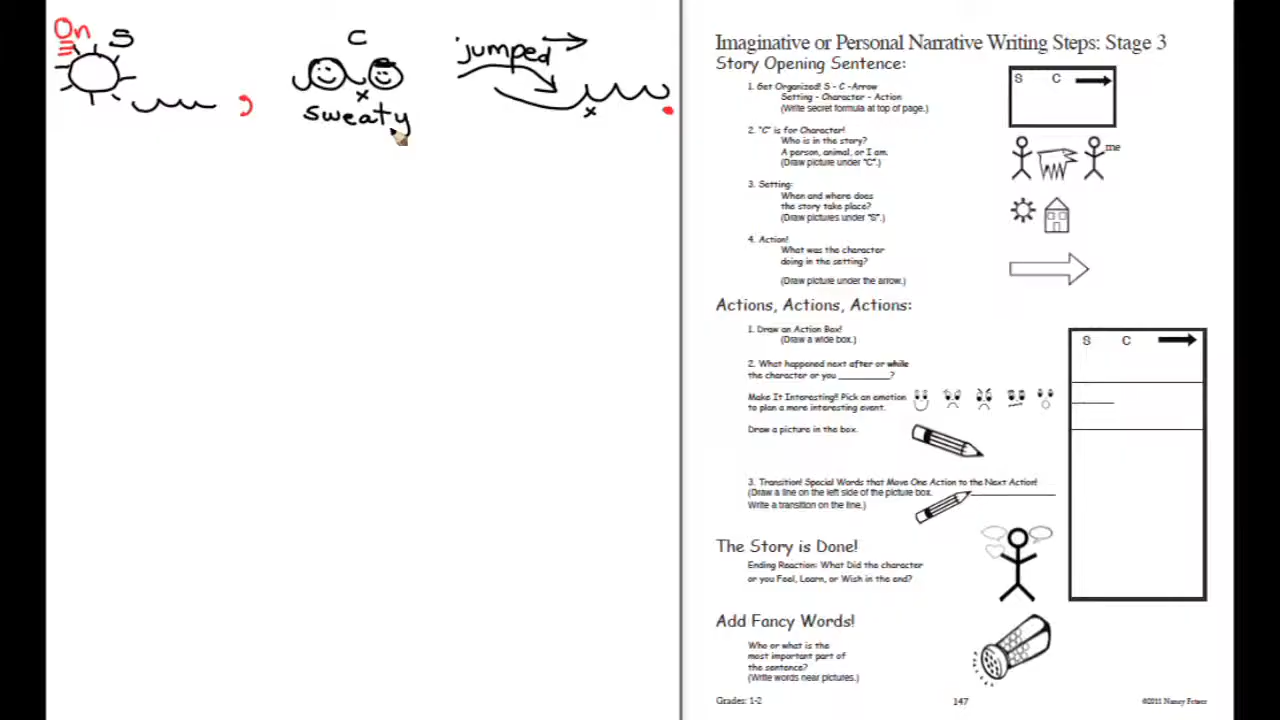 On S C
jumped
sweaty
,
.
Imaginative or Personal Narrative Writing Steps: Stage 3
Story Opening Sentence:
1. Get Organized! S - C -Arrow
Setting - Character - Action
(Write secret formula at top of page.)
S C
2. "C" is for Character!
Who is in the story?
A person, animal, or I am.
(Draw picture under "C".)
me
3. Setting:
When and where does
the story take place?
(Draw pictures under "S".)
4. Action!
What was the character
doing in the setting?
(Draw picture under the arrow.)
Actions, Actions, Actions:
1. Draw an Action Box!
(Draw a wide box.)
S C
2. What happened next after or while
the character or you ________?
Make It Interesting!! Pick an emotion
to plan a more interesting event.
Draw a picture in the box.
3. Transition! Special Words that Move One Action to the Next Action!
(Draw a line on the left side of the picture box.
Write a transition on the line.)
The Story is Done!
Ending Reaction: What Did the character
or you Feel, Learn, or Wish in the end?
Add Fancy Words!
Who or what is the
most important part of
the sentence?
(Write words near pictures.)
Grades: 1-2 147 ©2011 Nancy Fetzer